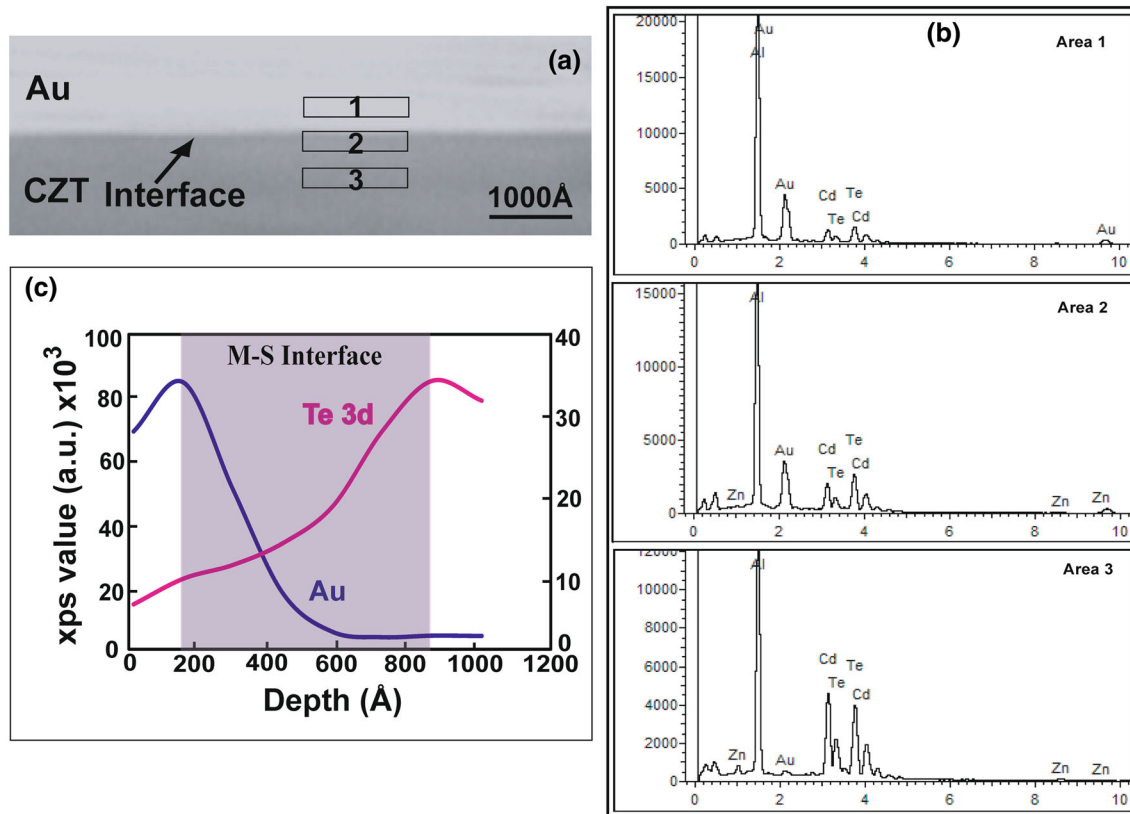 (a)
Au
1
2
3
CZT Interface
1000Å
(b)
Area 1
20000
15000
10000
5000
0
Au
Al
Au
Cd
Te
Te
Cd
Au
0 2 4 6 8 10
Area 2
15000
10000
5000
0
Al
Zn
Au
Cd
Te
Te
Cd
Zn
Zn
0 2 4 6 8 10
Area 3
12000
10000
8000
6000
4000
2000
0
Al
Zn
Au
Cd
Te
Te
Cd
Zn
Zn
0 2 4 6 8 10
(c)
xps value (a.u.) x10³
100
80
60
40
20
0
40
30
20
10
0
M-S Interface
Te 3d
Au
0 200 400 600 800 1000 1200
Depth (Å)